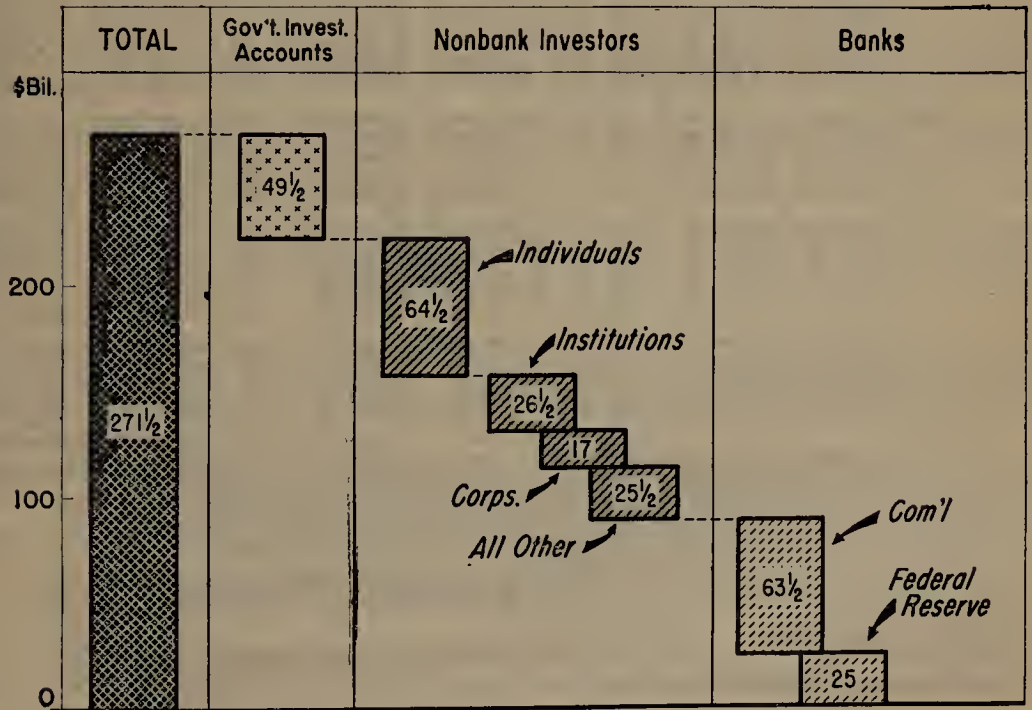 TOTAL
Gov't. Invest.
Accounts
Nonbank Investors
Banks
$Bil.
49½
200
Individuals
64½
Institutions
26½
271½
17
100
25½
Corps.
All Other
Com'l
63½
Federal
Reserve
25
0